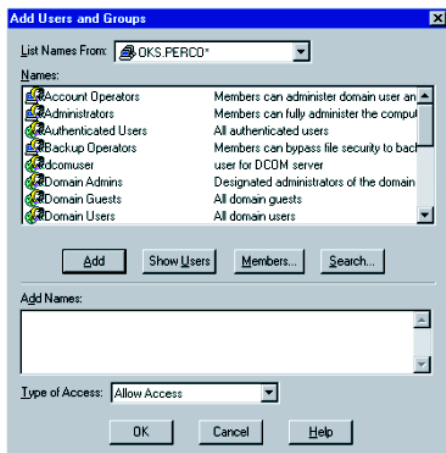 Add Users and Groups
List Names From: OKS.PERCO*
Names:
Account Operators Members can administer domain user an
Administrators Members can fully administer the comput
Authenticated Users All authenticated users
Backup Operators Members can bypass file security to bac
dcomuser user for DCOM server
Domain Admins Designated administrators of the domain
Domain Guests All domain guests
Domain Users All domain users
Add Show Users Members... Search...
Add Names:
Type of Access: Allow Access
OK Cancel Help